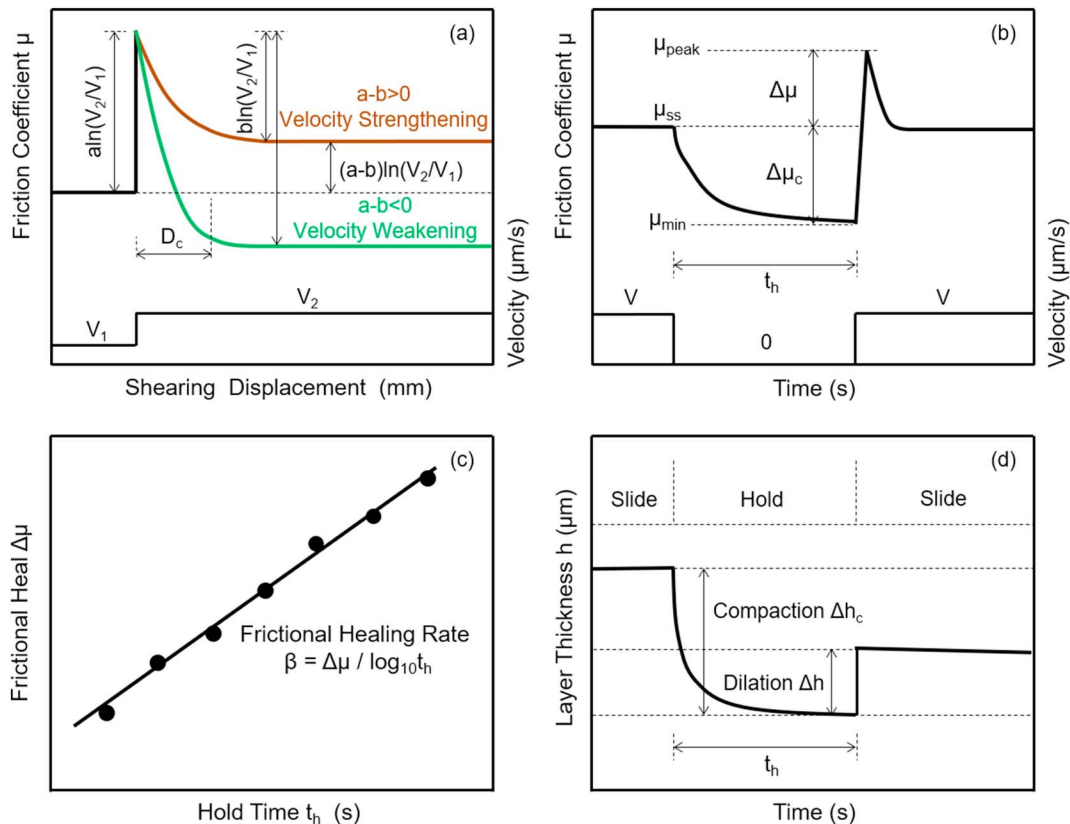 (a)
Friction Coefficient μ
aln(V₂/V₁)
bln(V₂/V₁)
a-b>0
Velocity Strengthening
(a-b)ln(V₂/V₁)
a-b<0
Velocity Weakening
D꜀
V₂
V₁
Velocity (μm/s)
Shearing Displacement (mm)
(b)
Friction Coefficient μ
μpeak
Δμ
μss
Δμc
μmin
th
V
V
0
Velocity (μm/s)
Time (s)
(c)
Frictional Heal Δμ
Frictional Healing Rate
β = Δμ / log₁₀th
Hold Time th (s)
(d)
Layer Thickness h (μm)
Slide
Hold
Slide
Compaction Δhc
Dilation Δh
th
Time (s)